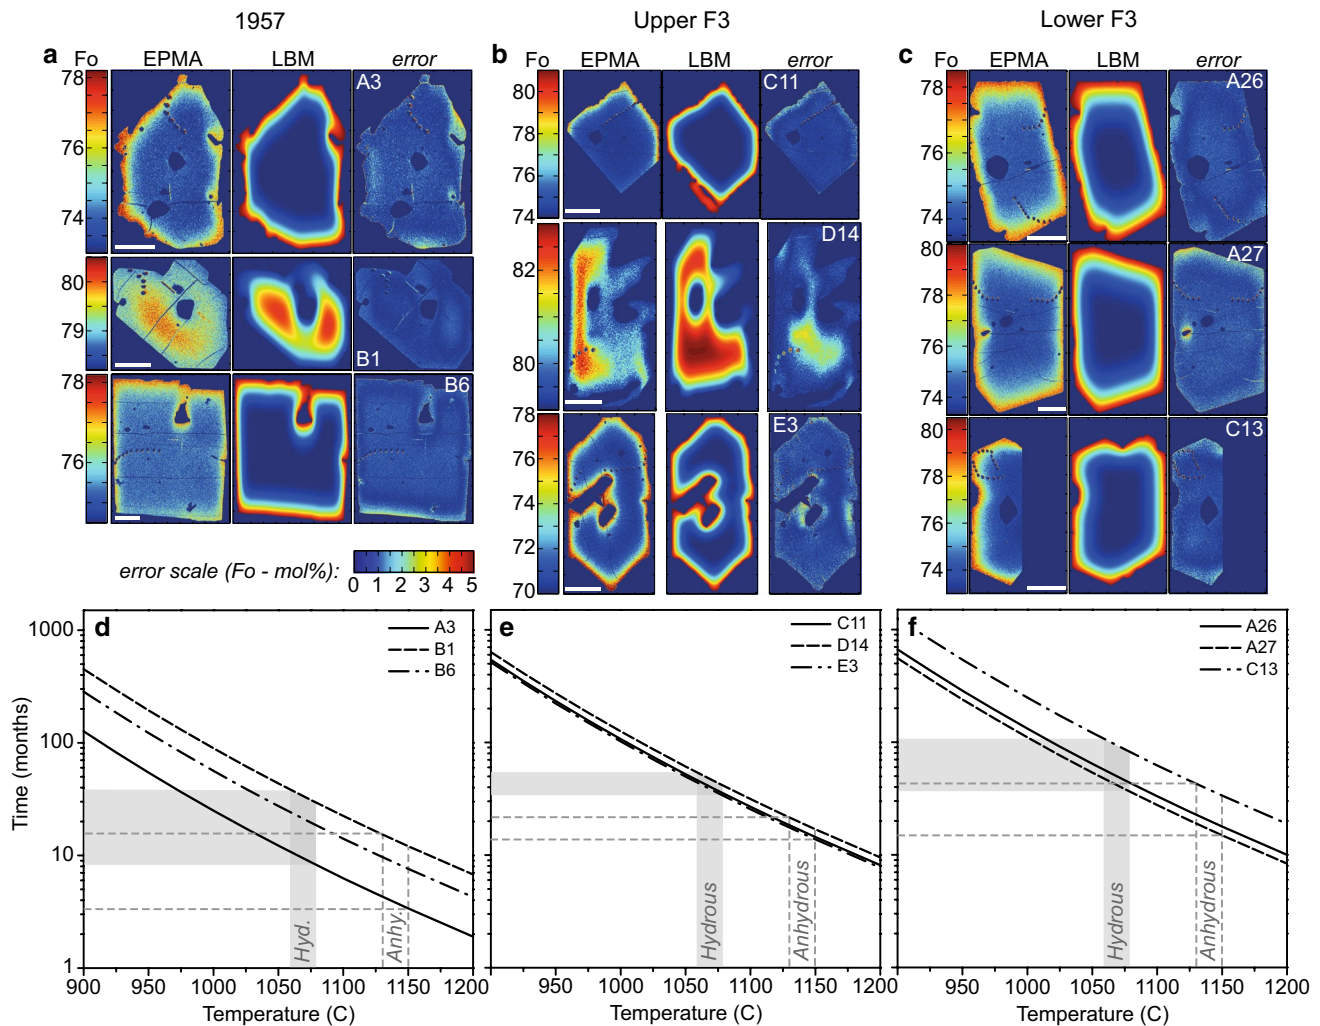 1957
Upper F3
Lower F3
a Fo EPMA LBM error
b Fo EPMA LBM error
c Fo EPMA LBM error
78
76
74
A3
80
79
B1
78
76
B6
80
78
76
74
C11
82
80
D14
78
76
74
72
70
E3
78
76
74
A26
80
78
76
74
A27
80
78
76
74
C13
error scale (Fo - mol%):
0 1 2 3 4 5
d
A3
B1
B6
Time (months)
1000
100
10
1
Hyd.
Anhy.
900 950 1000 1050 1100 1150 1200
Temperature (C)
e
C11
D14
E3
Hydrous
Anhydrous
950 1000 1050 1100 1150 1200
Temperature (C)
f
A26
A27
C13
Hydrous
Anhydrous
950 1000 1050 1100 1150 1200
Temperature (C)